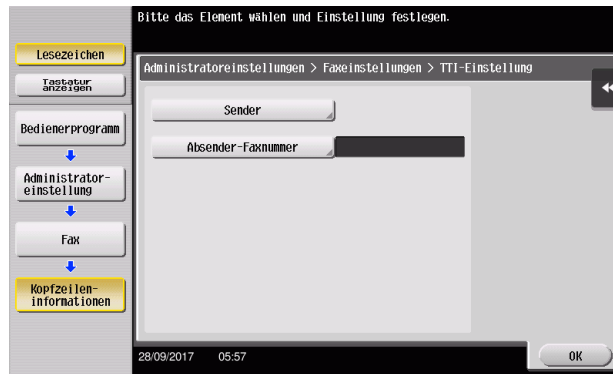 Bitte das Element wählen und Einstellung festlegen.
Lesezeichen
Tastatur
anzeigen
Bedienerprogramm
Administrator-
einstellung
Fax
Kopfzeilen-
informationen
Administratoreinstellungen > Faxeinstellungen > TTI-Einstellung
Sender
Absender-Faxnummer
28/09/2017 05:57
OK